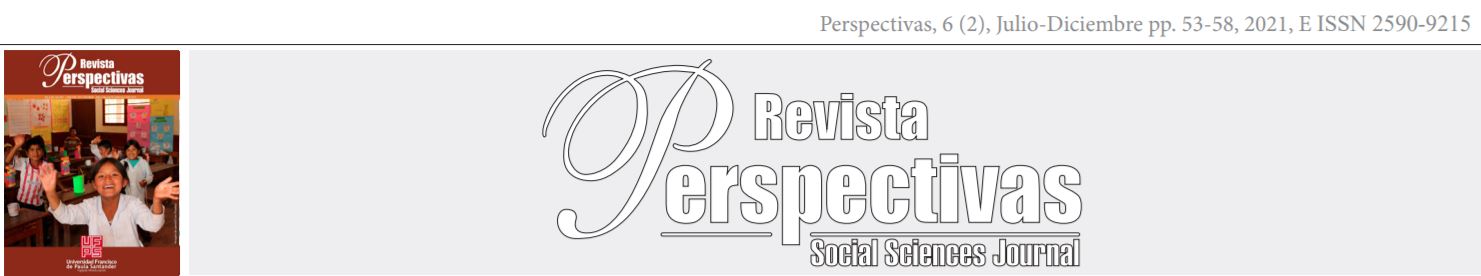 Perspectivas, 6 (2), Julio-Diciembre pp. 53-58, 2021, E ISSN 2590-9215
Revista
Perspectivas
Social Sciences Journal
UFPS
Universidad Francisco
de Paula Santander
Revista
Perspectivas
Social Sciences Journal